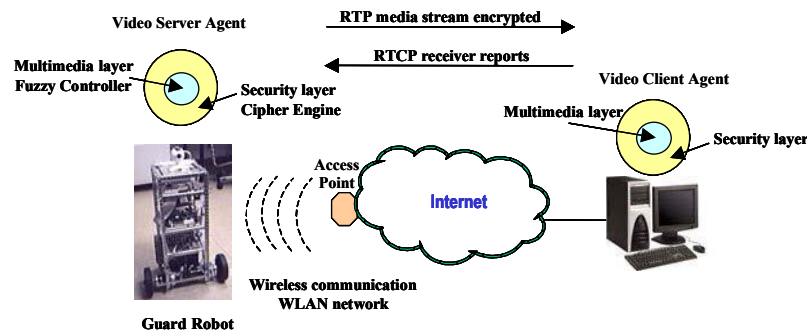 Video Server Agent
RTP media stream encrypted
RTCP receiver reports
Multimedia layer
Fuzzy Controller
Security layer
Cipher Engine
Video Client Agent
Multimedia layer
Security layer
Access
Point
Internet
Wireless communication
WLAN network
Guard Robot